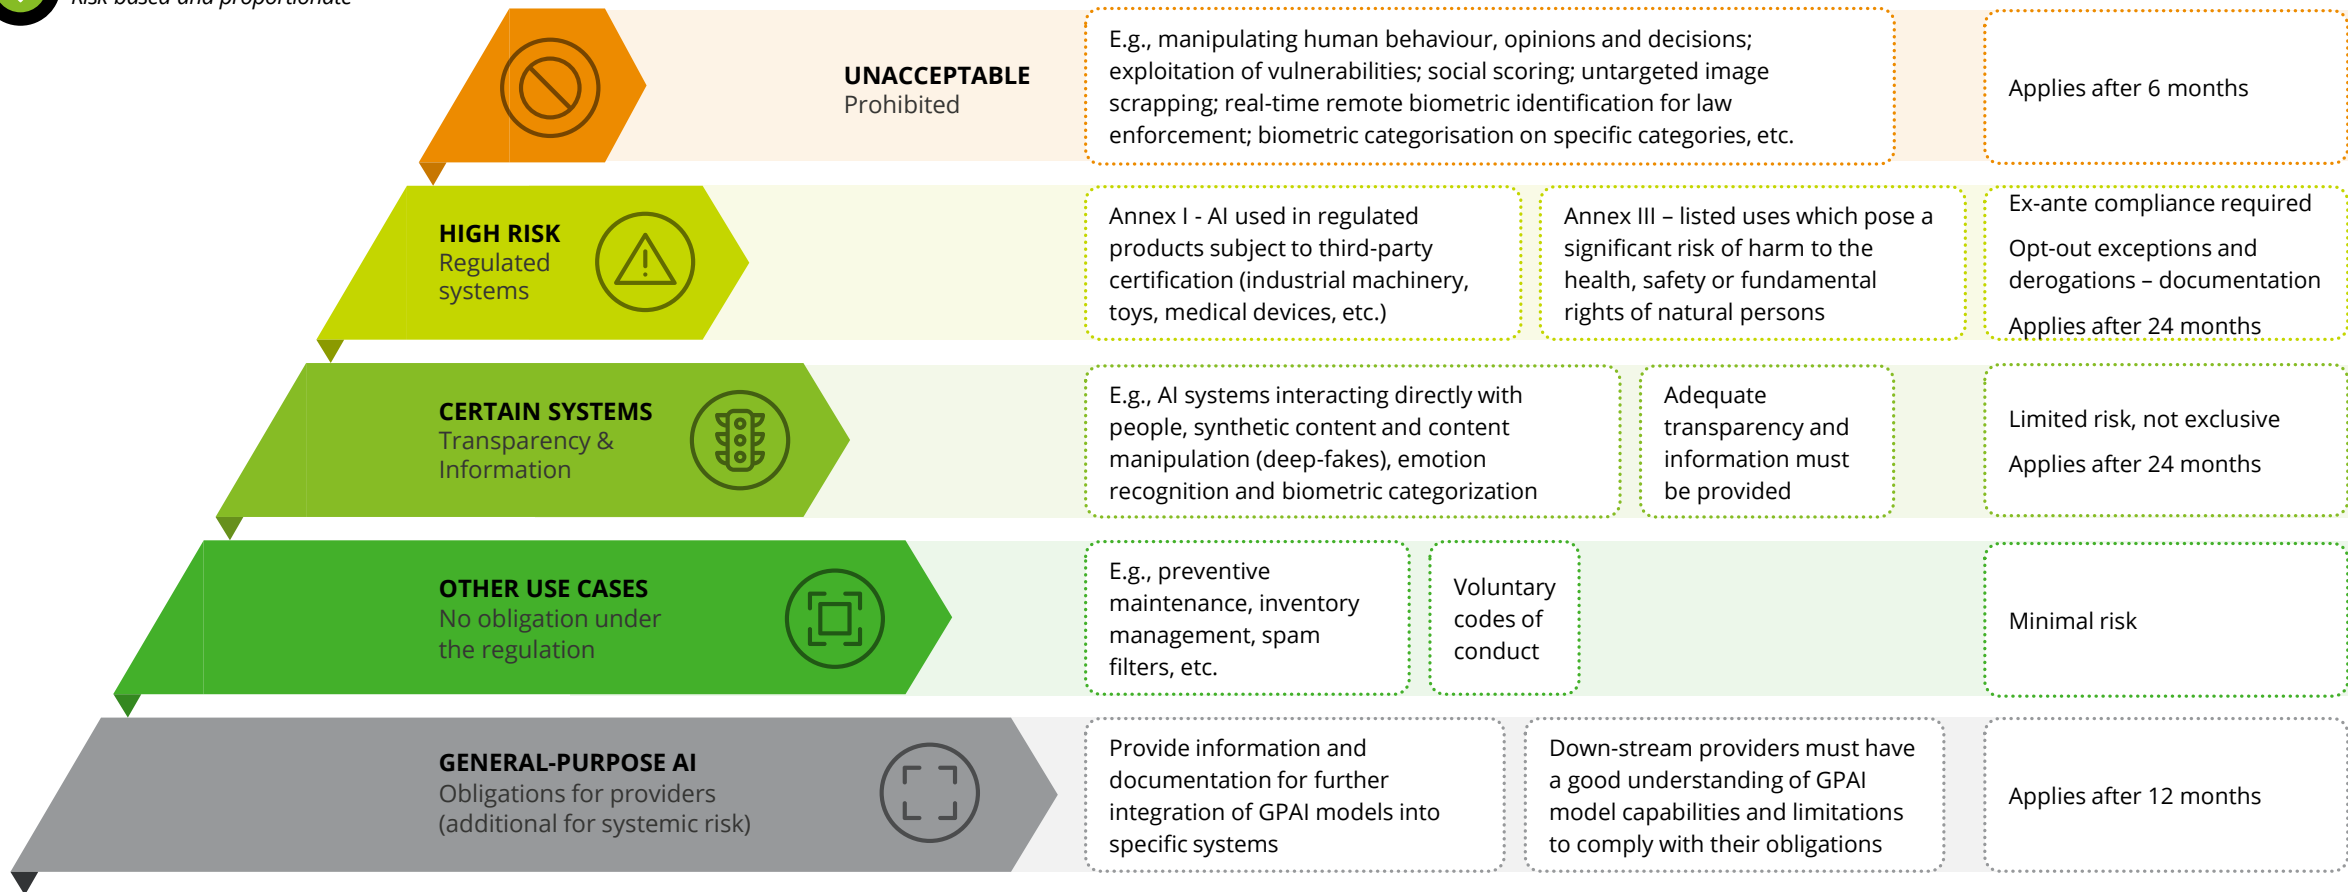 Risk-based and proportionate
UNACCEPTABLE
Prohibited
E.g., manipulating human behaviour, opinions and decisions;
exploitation of vulnerabilities; social scoring; untargeted image
scrapping; real-time remote biometric identification for law
enforcement; biometric categorisation on specific categories, etc.
Applies after 6 months
HIGH RISK
Regulated
systems
Annex I - AI used in regulated
products subject to third-party
certification (industrial machinery,
toys, medical devices, etc.)
Annex III – listed uses which pose a
significant risk of harm to the
health, safety or fundamental
rights of natural persons
Ex-ante compliance required
Opt-out exceptions and
derogations – documentation
Applies after 24 months
CERTAIN SYSTEMS
Transparency &
Information
E.g., AI systems interacting directly with
people, synthetic content and content
manipulation (deep-fakes), emotion
recognition and biometric categorization
Adequate
transparency and
information must
be provided
Limited risk, not exclusive
Applies after 24 months
OTHER USE CASES
No obligation under
the regulation
E.g., preventive
maintenance, inventory
management, spam
filters, etc.
Voluntary
codes of
conduct
Minimal risk
GENERAL-PURPOSE AI
Obligations for providers
(additional for systemic risk)
Provide information and
documentation for further
integration of GPAI models into
specific systems
Down-stream providers must have
a good understanding of GPAI
model capabilities and limitations
to comply with their obligations
Applies after 12 months